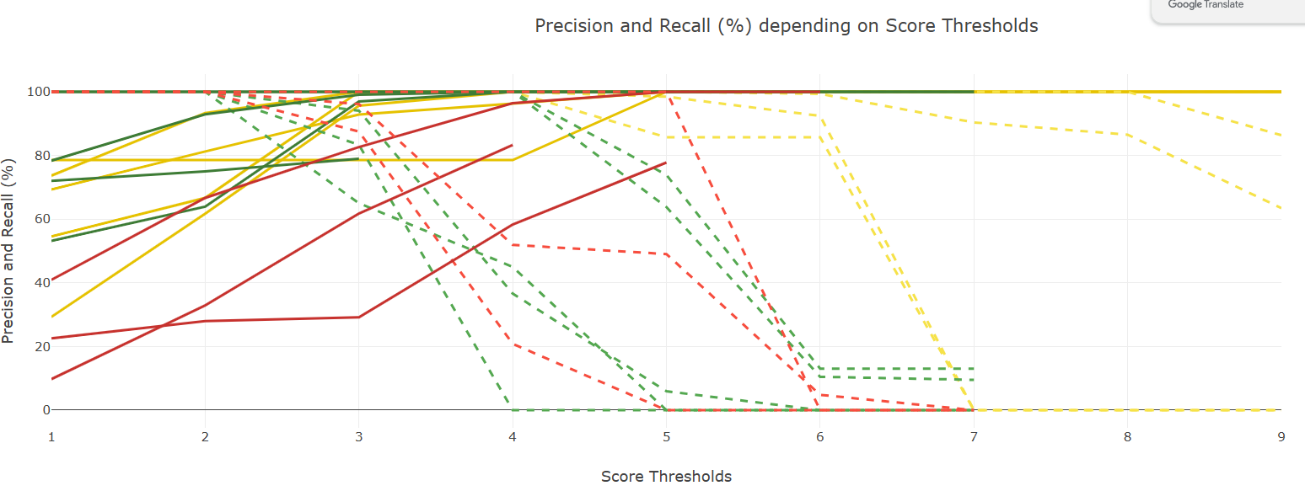 Google Translate
Precision and Recall (%) depending on Score Thresholds
Precision and Recall (%)
100
80
60
40
20
0
1 2 3 4 5 6 7 8 9
Score Thresholds